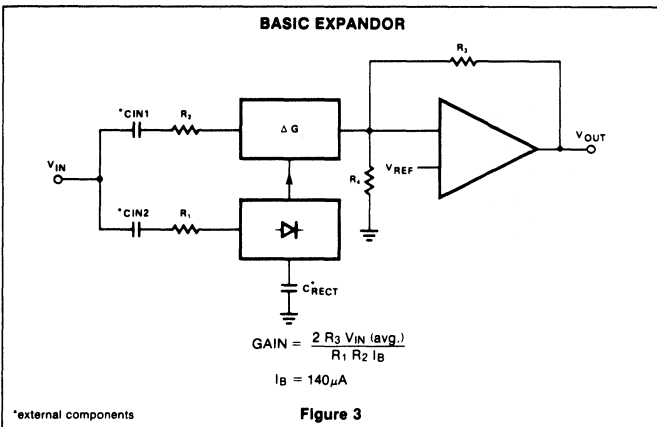 BASIC EXPANDOR
R3
*CIN1
R2
ΔG
VOUT
VIN
VREF
R4
*CIN2
R1
C*RECT
GAIN = 2 R3 VIN (avg.) / R1 R2 IB
IB = 140µA
*external components
Figure 3